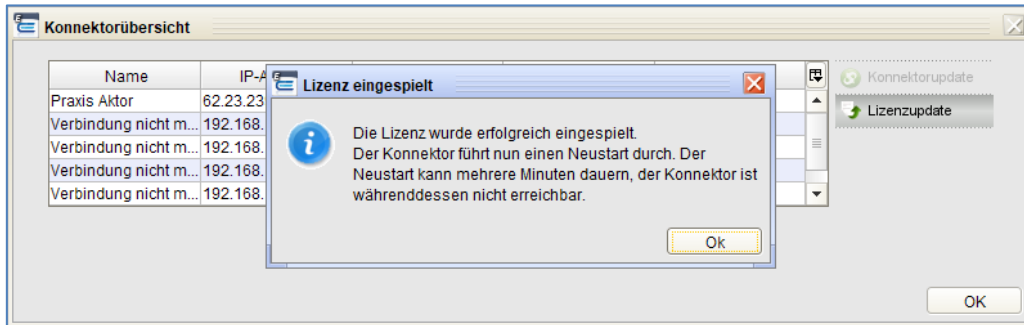 Konnektorübersicht
Name IP-A
Praxis Aktor 62.23.23
Verbindung nicht m... 192.168.
Verbindung nicht m... 192.168.
Verbindung nicht m... 192.168.
Verbindung nicht m... 192.168.
Lizenz eingespielt
Die Lizenz wurde erfolgreich eingespielt.
Der Konnektor führt nun einen Neustart durch. Der
Neustart kann mehrere Minuten dauern, der Konnektor ist
währenddessen nicht erreichbar.
Ok
Konnektorupdate
Lizenzupdate
OK